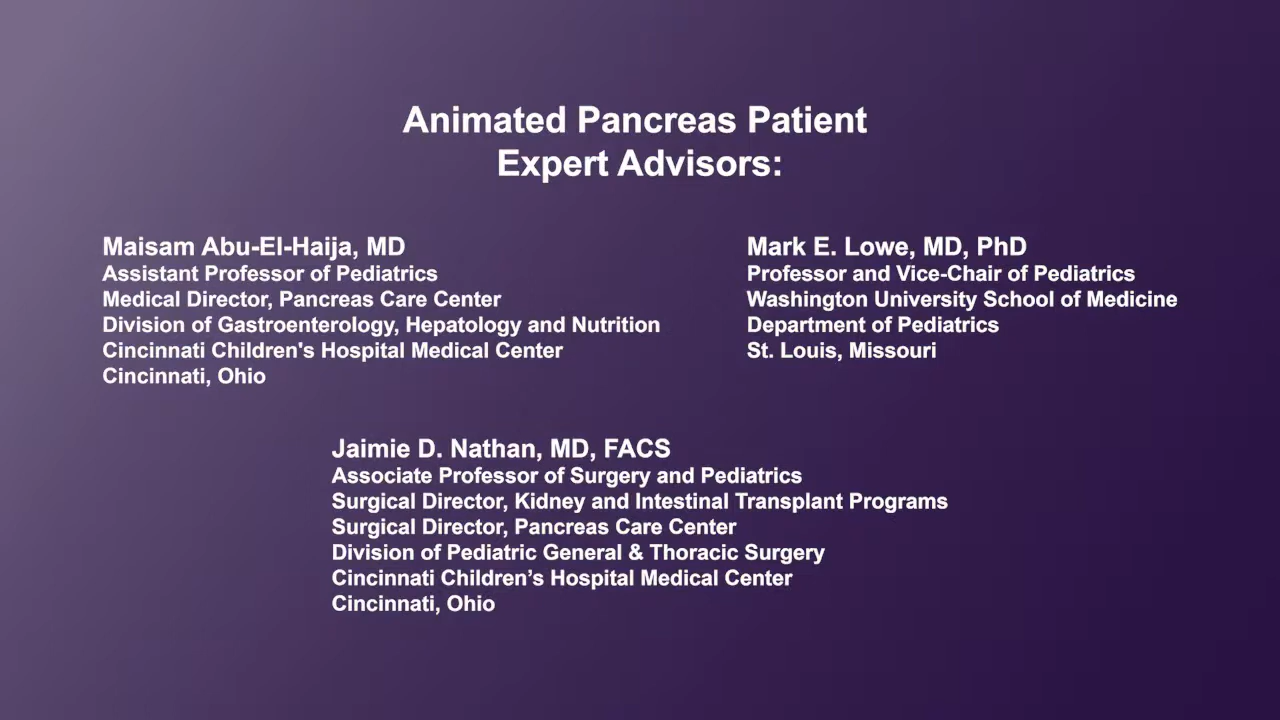 Animated Pancreas Patient
Expert Advisors:
Maisam Abu-El-Haija, MD
Assistant Professor of Pediatrics
Medical Director, Pancreas Care Center
Division of Gastroenterology, Hepatology and Nutrition
Cincinnati Children's Hospital Medical Center
Cincinnati, Ohio
Mark E. Lowe, MD, PhD
Professor and Vice-Chair of Pediatrics
Washington University School of Medicine
Department of Pediatrics
St. Louis, Missouri
Jaimie D. Nathan, MD, FACS
Associate Professor of Surgery and Pediatrics
Surgical Director, Kidney and Intestinal Transplant Programs
Surgical Director, Pancreas Care Center
Division of Pediatric General & Thoracic Surgery
Cincinnati Children’s Hospital Medical Center
Cincinnati, Ohio